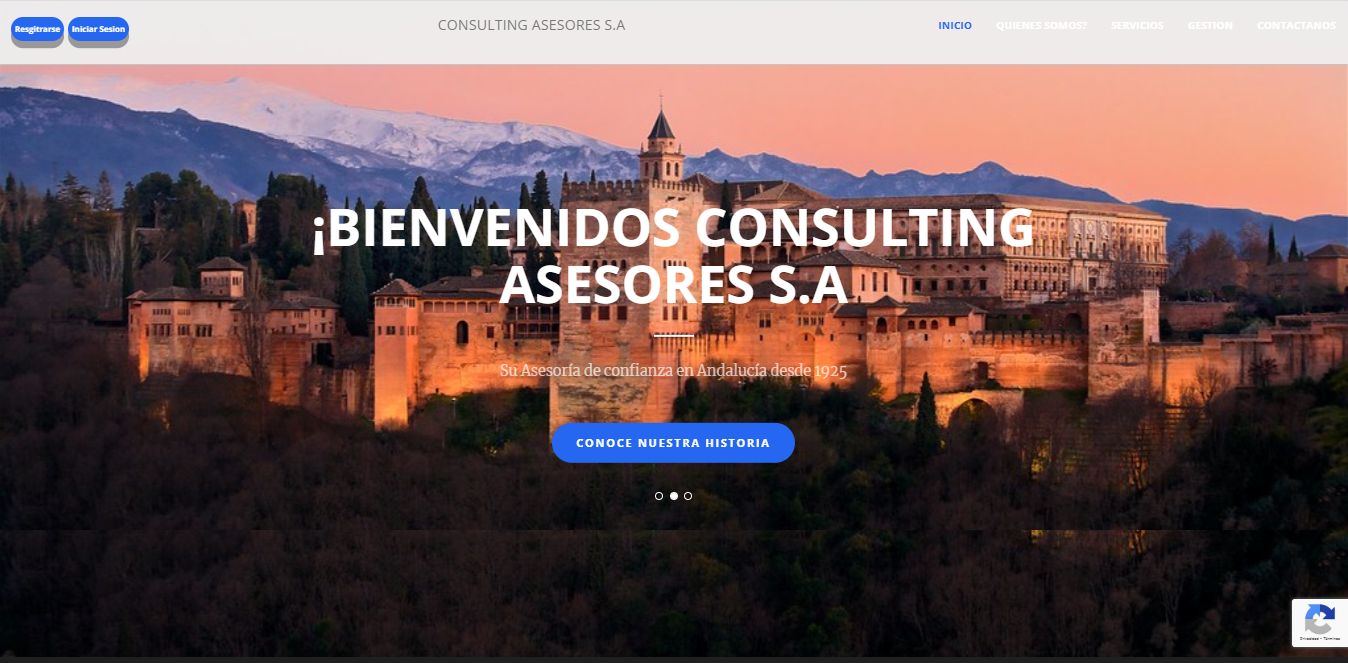 Resgitrarse
Iniciar Sesion
CONSULTING ASESORES S.A
INICIO
QUIENES SOMOS?
SERVICIOS
GESTION
CONTACTANOS
¡BIENVENIDOS CONSULTING
ASESORES S.A
Su Asesoría de confianza en Andalucía desde 1925
CONOCE NUESTRA HISTORIA
Privacidad - Términos